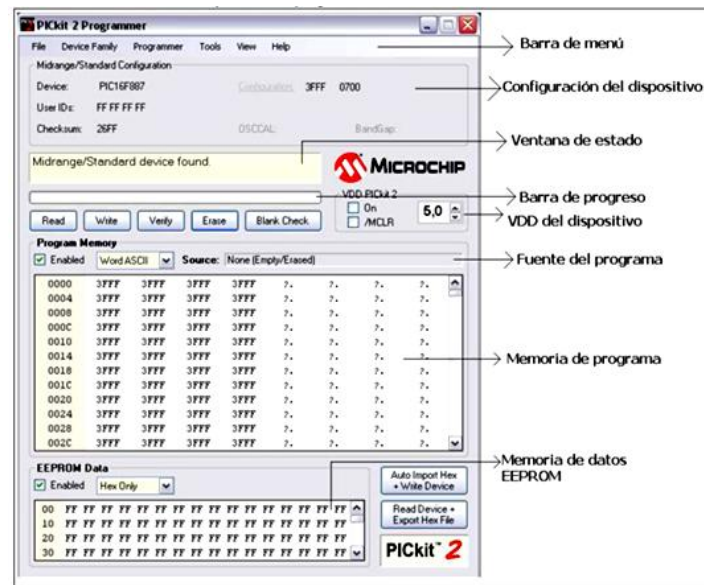 PICkit 2 Programmer
File Device Family Programmer Tools View Help
Barra de menú
Midrange/Standard Configuration
Device: PIC16F887 Configuration: 3FFF 0700
Configuración del dispositivo
User IDs: FF FF FF FF
Checksum: 26FF OSCCAL: BandGap:
Ventana de estado
Midrange/Standard device found.
MICROCHIP
Barra de progreso
VDD PICkit 2
On
/MCLR
5,0
VDD del dispositivo
Read Write Verify Erase Blank Check
Program Memory
Enabled Word ASCII Source: None (Empty/Erased)
Fuente del programa
0000 3FFF 3FFF 3FFF 3FFF ?. ?. ?. ?.
0004 3FFF 3FFF 3FFF 3FFF ?. ?. ?. ?.
0008 3FFF 3FFF 3FFF 3FFF ?. ?. ?. ?.
000C 3FFF 3FFF 3FFF 3FFF ?. ?. ?. ?.
0010 3FFF 3FFF 3FFF 3FFF ?. ?. ?. ?.
0014 3FFF 3FFF 3FFF 3FFF ?. ?. ?. ?.
Memoria de programa
0018 3FFF 3FFF 3FFF 3FFF ?. ?. ?. ?.
001C 3FFF 3FFF 3FFF 3FFF ?. ?. ?. ?.
0020 3FFF 3FFF 3FFF 3FFF ?. ?. ?. ?.
0024 3FFF 3FFF 3FFF 3FFF ?. ?. ?. ?.
0028 3FFF 3FFF 3FFF 3FFF ?. ?. ?. ?.
002C 3FFF 3FFF 3FFF 3FFF ?. ?. ?. ?.
EEPROM Data
Memoria de datos
EEPROM
Enabled Hex Only
Auto Import Hex
+ Write Device
00 FF FF FF FF FF FF FF FF FF FF FF FF FF FF FF FF
10 FF FF FF FF FF FF FF FF FF FF FF FF FF FF FF FF
20 FF FF FF FF FF FF FF FF FF FF FF FF FF FF FF FF
30 FF FF FF FF FF FF FF FF FF FF FF FF FF FF FF FF
Read Device +
Export Hex File
PICkit™ 2